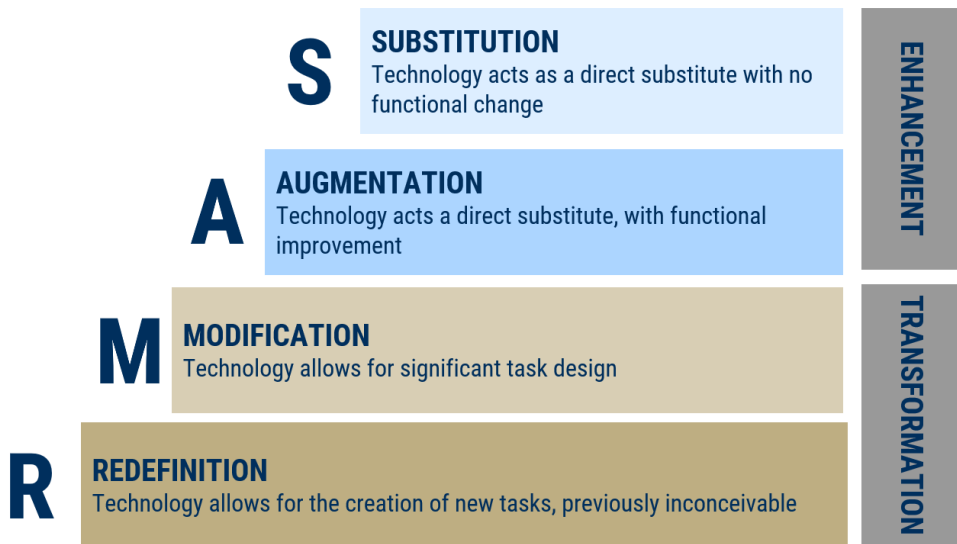 S
SUBSTITUTION
Technology acts as a direct substitute with no
functional change
A
AUGMENTATION
Technology acts a direct substitute, with functional
improvement
ENHANCEMENT
M
MODIFICATION
Technology allows for significant task design
R
REDEFINITION
Technology allows for the creation of new tasks, previously inconceivable
TRANSFORMATION